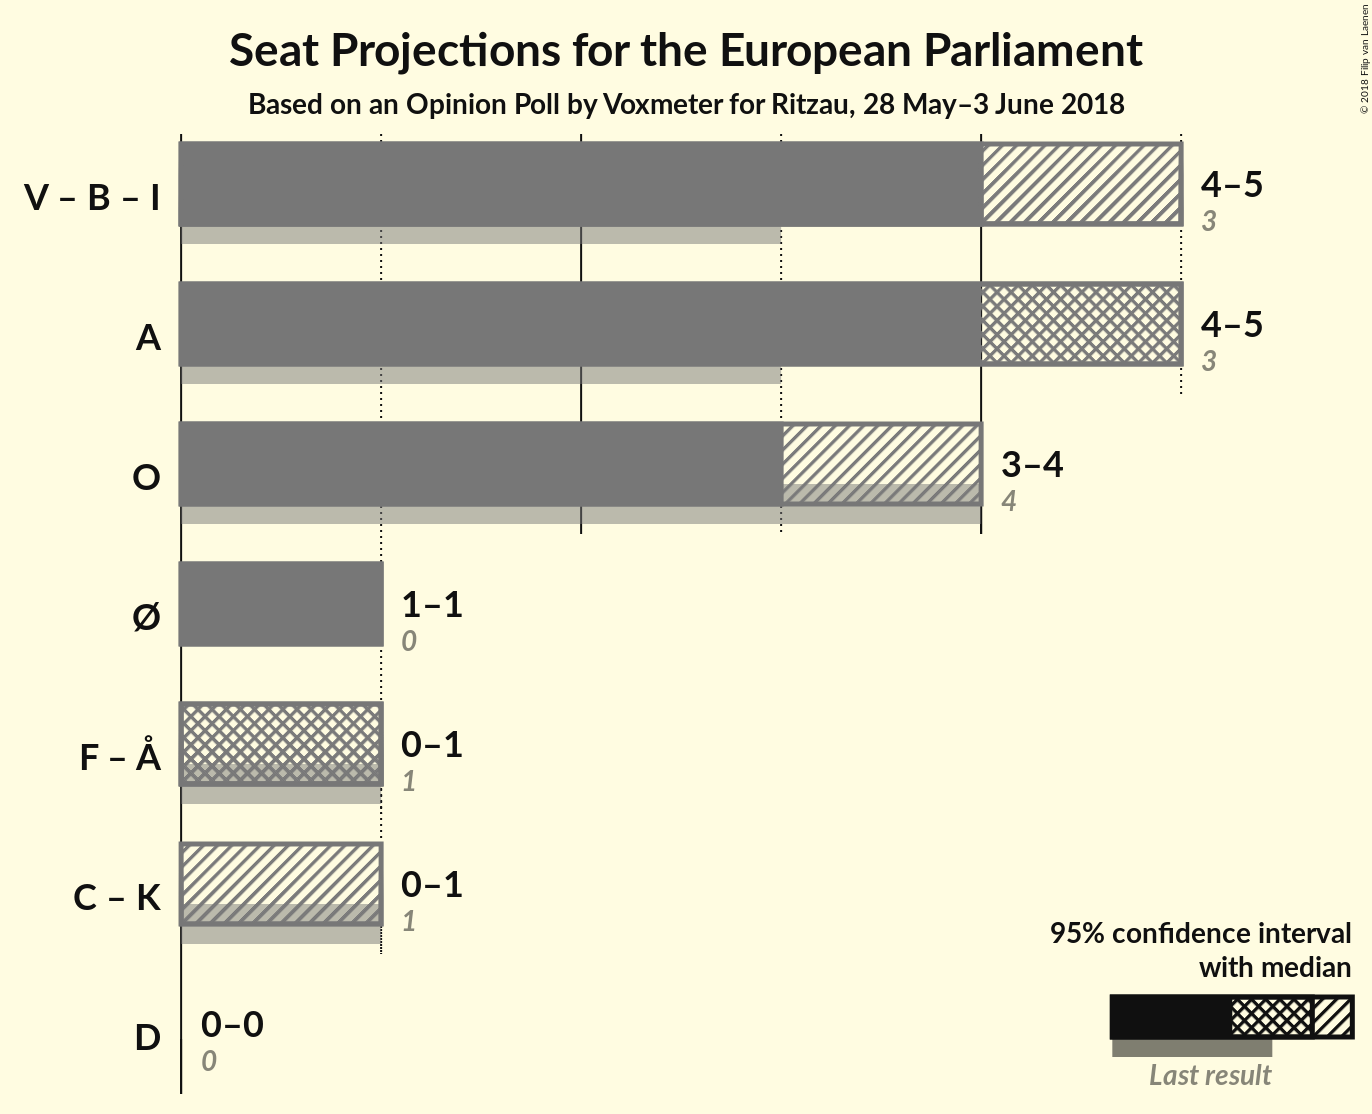 Seat Projections for the European Parliament
Based on an Opinion Poll by Voxmeter for Ritzau, 28 May–3 June 2018
© 2018 Filip van Laenen
V – B – I
4–5
3
A
4–5
3
O
3–4
4
Ø
1–1
0
F – Å
0–1
1
C – K
0–1
1
D
0–0
0
95% confidence interval
with median
Last result